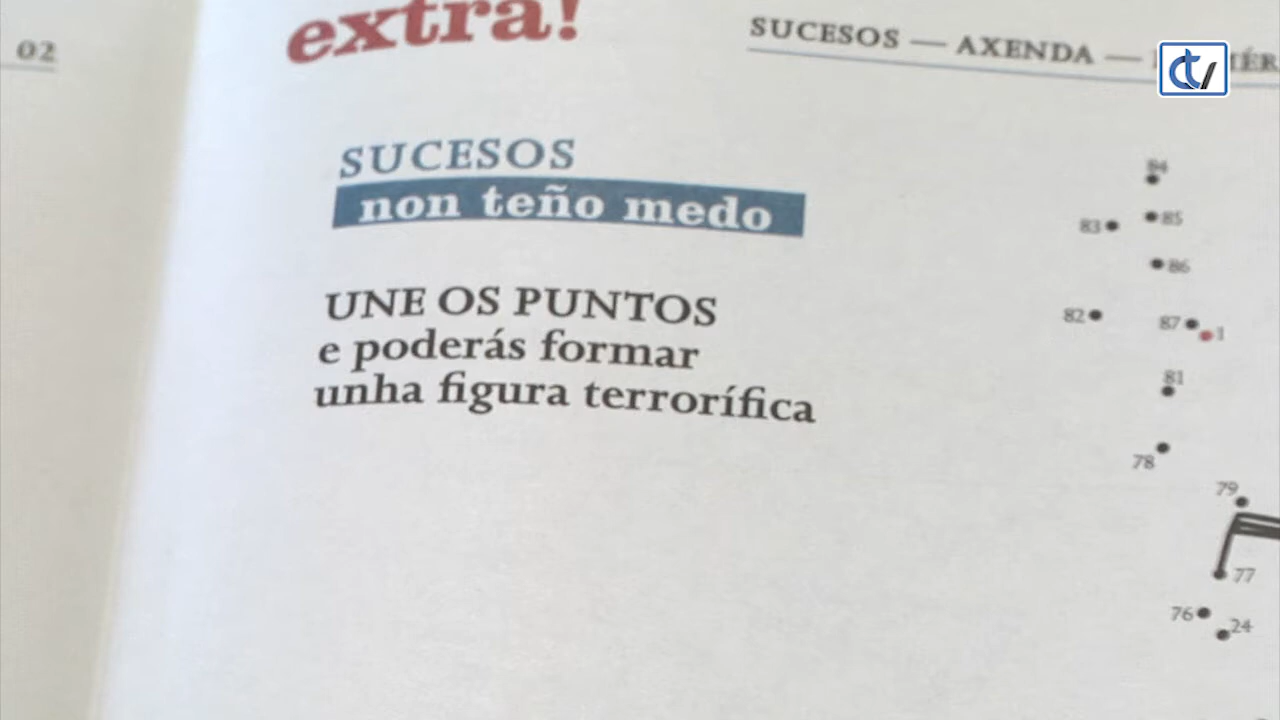 02
extra!
SUCESOS — AXENDA —
SUCESOS
non teño medo
UNE OS PUNTOS
e poderás formar
unha figura terrorífica
84
83 85
86
82 87 1
81
78
79
77
76 24